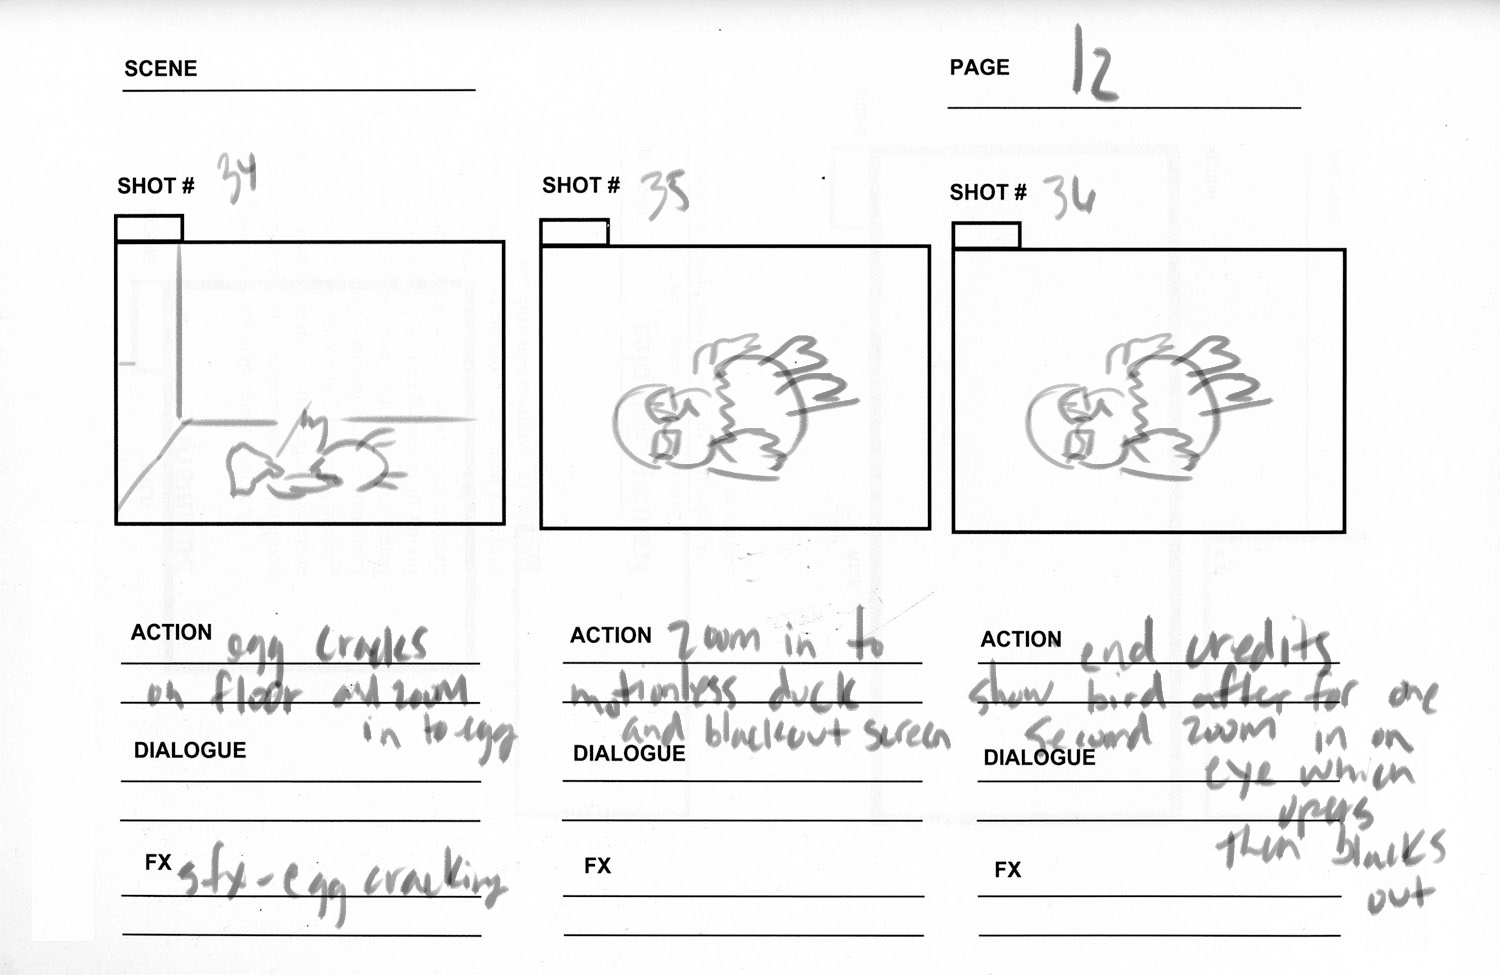 SCENE
PAGE 12
SHOT # 34
SHOT # 35
SHOT # 36
ACTION egg cracks
on floor and zoom
in to egg
DIALOGUE
FX sfx-egg cracking
ACTION zoom in to
motionless duck
and blackout screen
DIALOGUE
FX
ACTION end credits
show bird after for one
second zoom in on
DIALOGUE
eye which
opens
then blacks
out
FX